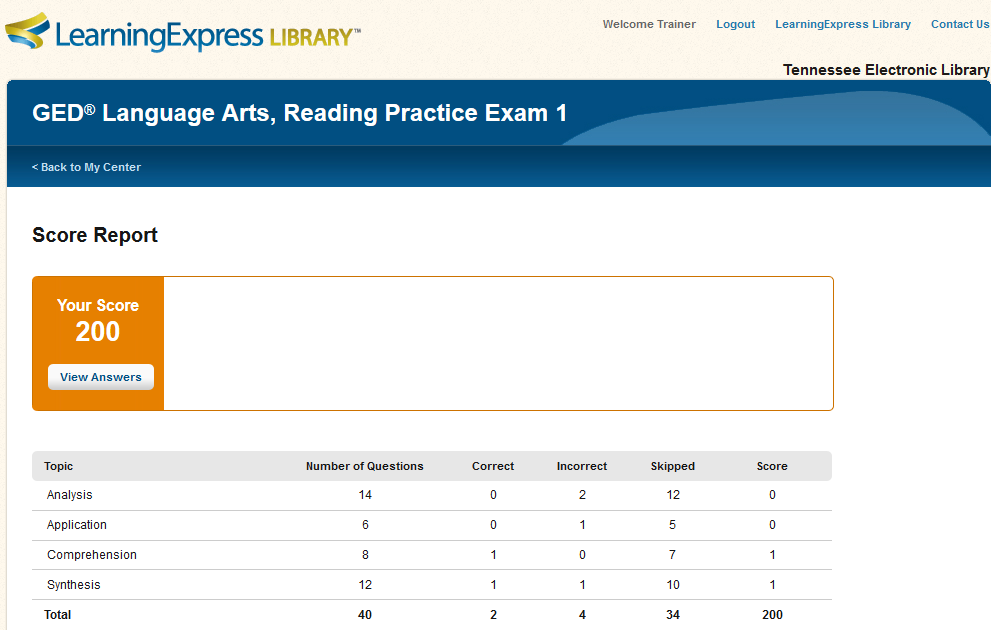 LearningExpress LIBRARY™
Welcome Trainer Logout LearningExpress Library Contact Us
Tennessee Electronic Library
GED® Language Arts, Reading Practice Exam 1
< Back to My Center
Score Report
Your Score
200
View Answers
Topic Number of Questions Correct Incorrect Skipped Score
Analysis 14 0 2 12 0
Application 6 0 1 5 0
Comprehension 8 1 0 7 1
Synthesis 12 1 1 10 1
Total 40 2 4 34 200